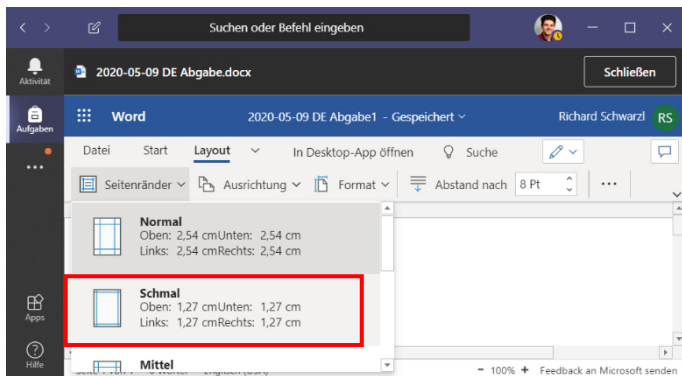 Suchen oder Befehl eingeben
Aktivität
2020-05-09 DE Abgabe.docx
Schließen
Aufgaben
Word
2020-05-09 DE Abgabe1 - Gespeichert
Richard Schwarzl
RS
Datei Start Layout In Desktop-App öffnen Suche
Seitenränder Ausrichtung Format Abstand nach 8 Pt
Normal
Oben: 2,54 cmUnten: 2,54 cm
Links: 2,54 cmRechts: 2,54 cm
Schmal
Oben: 1,27 cmUnten: 1,27 cm
Links: 1,27 cmRechts: 1,27 cm
Apps
Mittel
Hilfe
100% Feedback an Microsoft senden